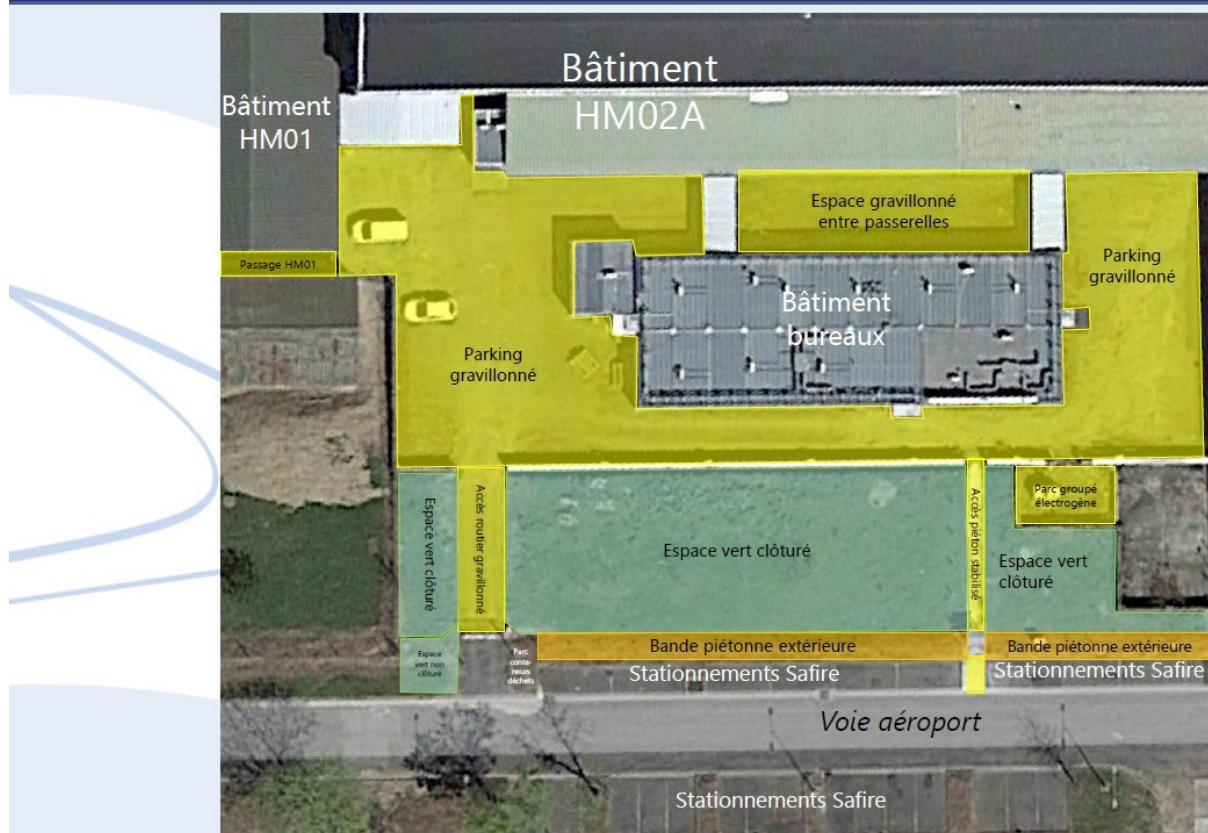 Bâtiment
HM02A
Bâtiment
HM01
Espace gravillonné
entre passerelles
Passage HM01
Parking
gravillonné
Bâtiment
bureaux
Parking
gravillonné
Espace vert clôturé
Accès routier gravillonné
Espace vert clôturé
Accès piéton stabilisé
Parc groupé
électrogène
Espace vert
clôturé
Espace
vert non
clôturé
Parc
conte-
neurs
déchets
Bande piétonne extérieure
Stationnements Safire
Bande piétonne extérieure
Stationnements Safire
Voie aéroport
Stationnements Safire